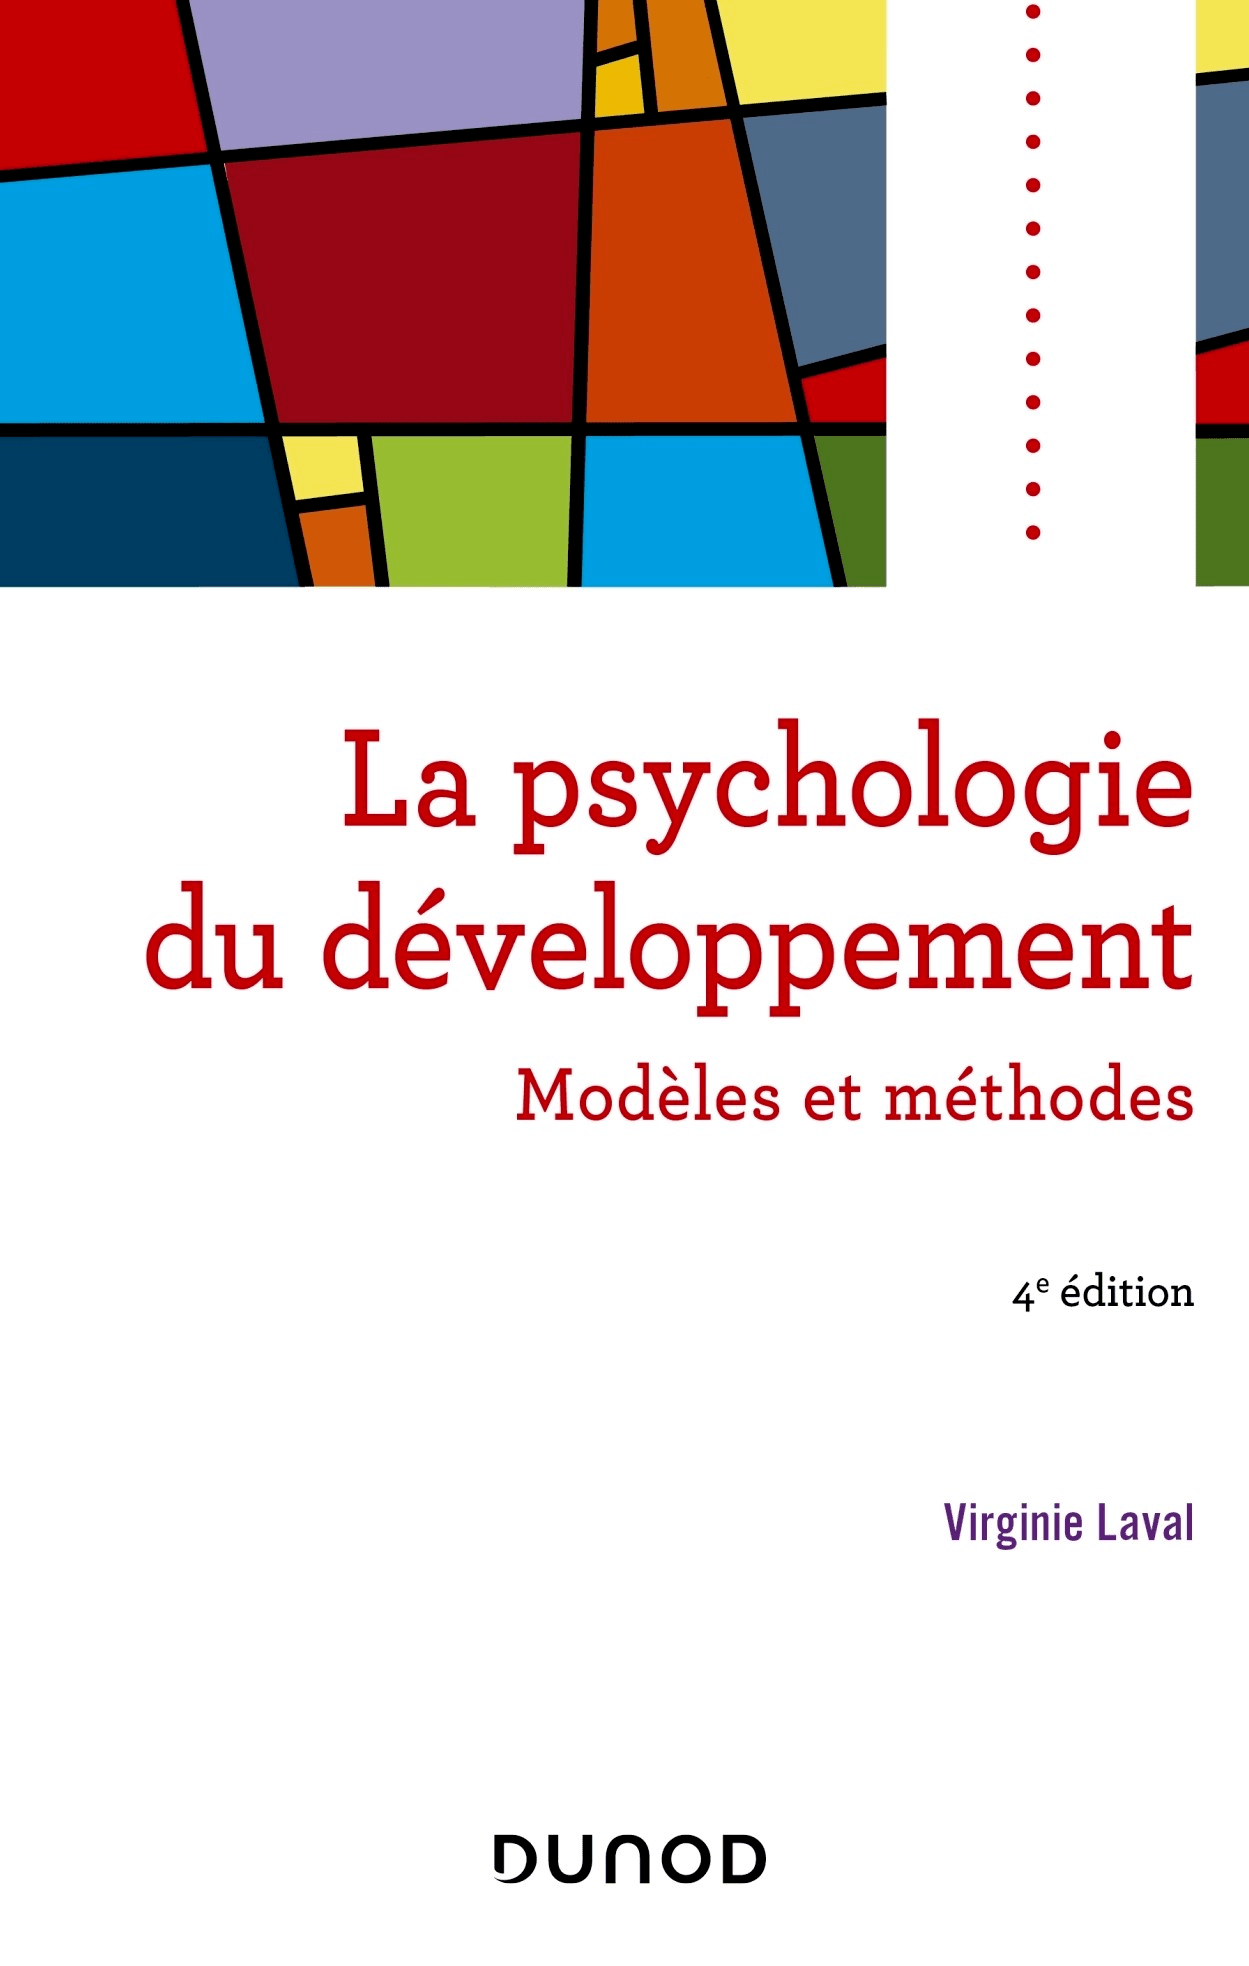 La psychologie
du développement
Modèles et méthodes
4e édition
Virginie Laval
DUNOD